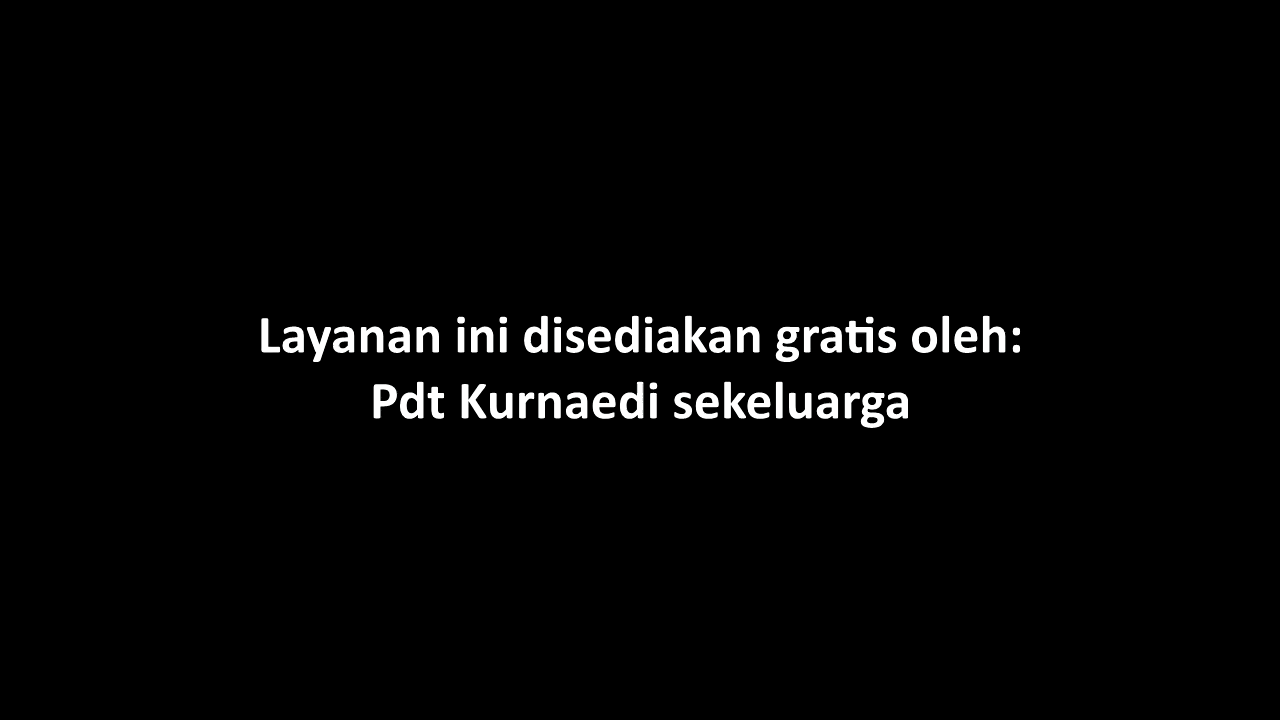 Layanan ini disediakan gratis oleh:
Pdt Kurnaedi sekeluarga